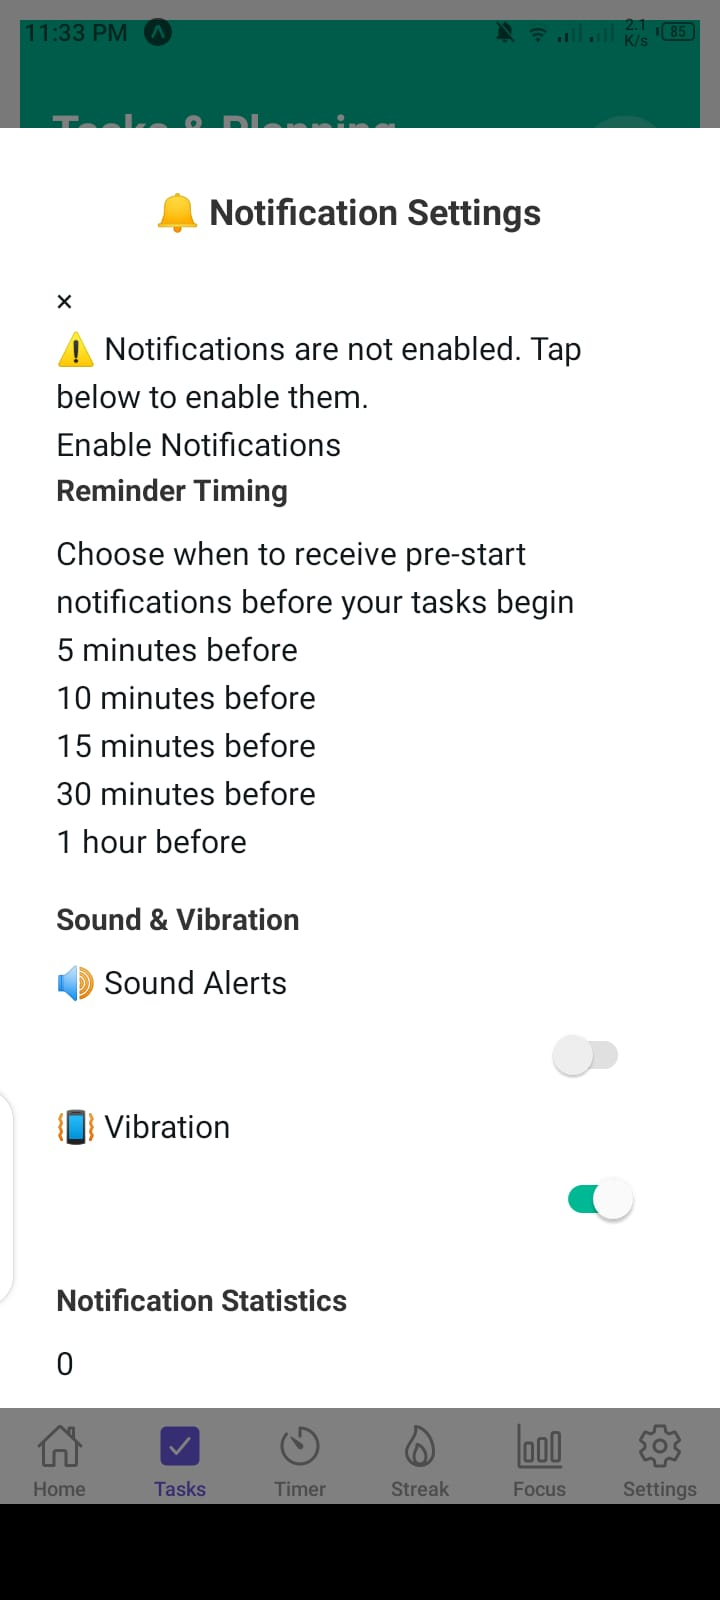 11:33 PM
2.1
K/s
85
Tasks & Planning
🔔 Notification Settings
×
⚠️ Notifications are not enabled. Tap
below to enable them.
Enable Notifications
Reminder Timing
Choose when to receive pre-start
notifications before your tasks begin
5 minutes before
10 minutes before
15 minutes before
30 minutes before
1 hour before
Sound & Vibration
🔊 Sound Alerts
📳 Vibration
Notification Statistics
0
Home Tasks Timer Streak Focus Settings